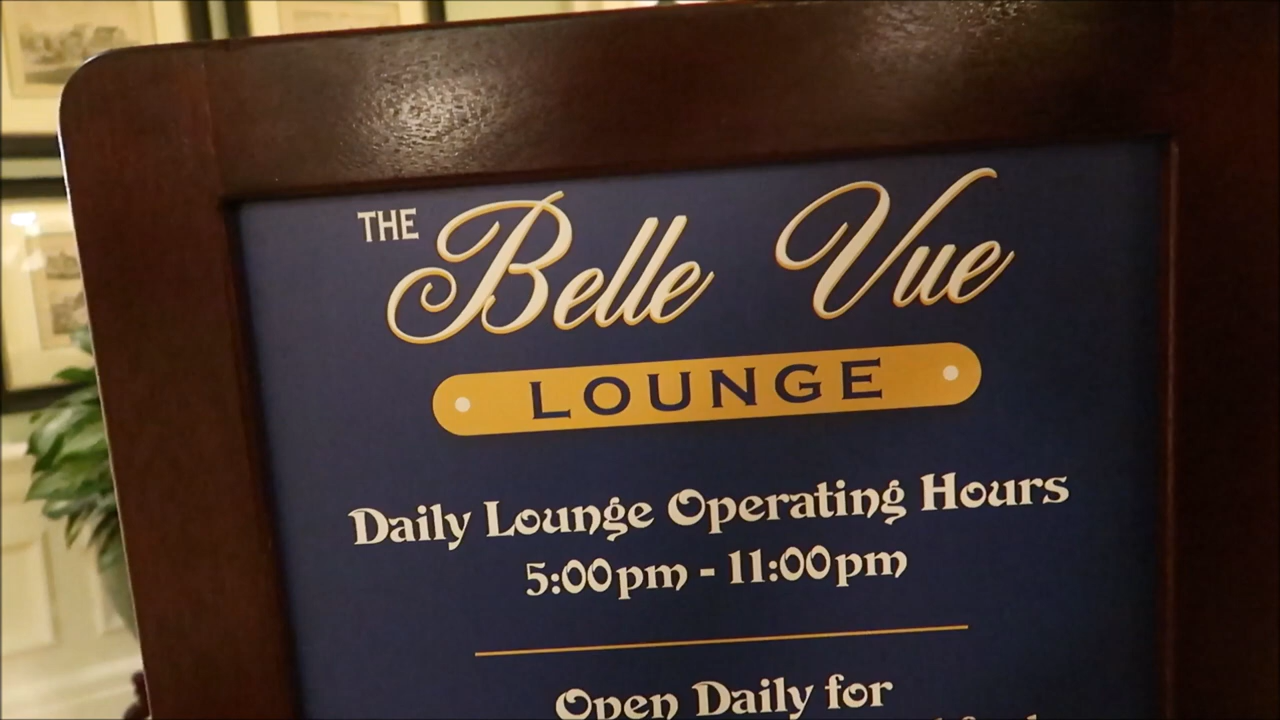 THE Belle Vue
LOUNGE
Daily Lounge Operating Hours
5:00pm - 11:00pm
Open Daily for